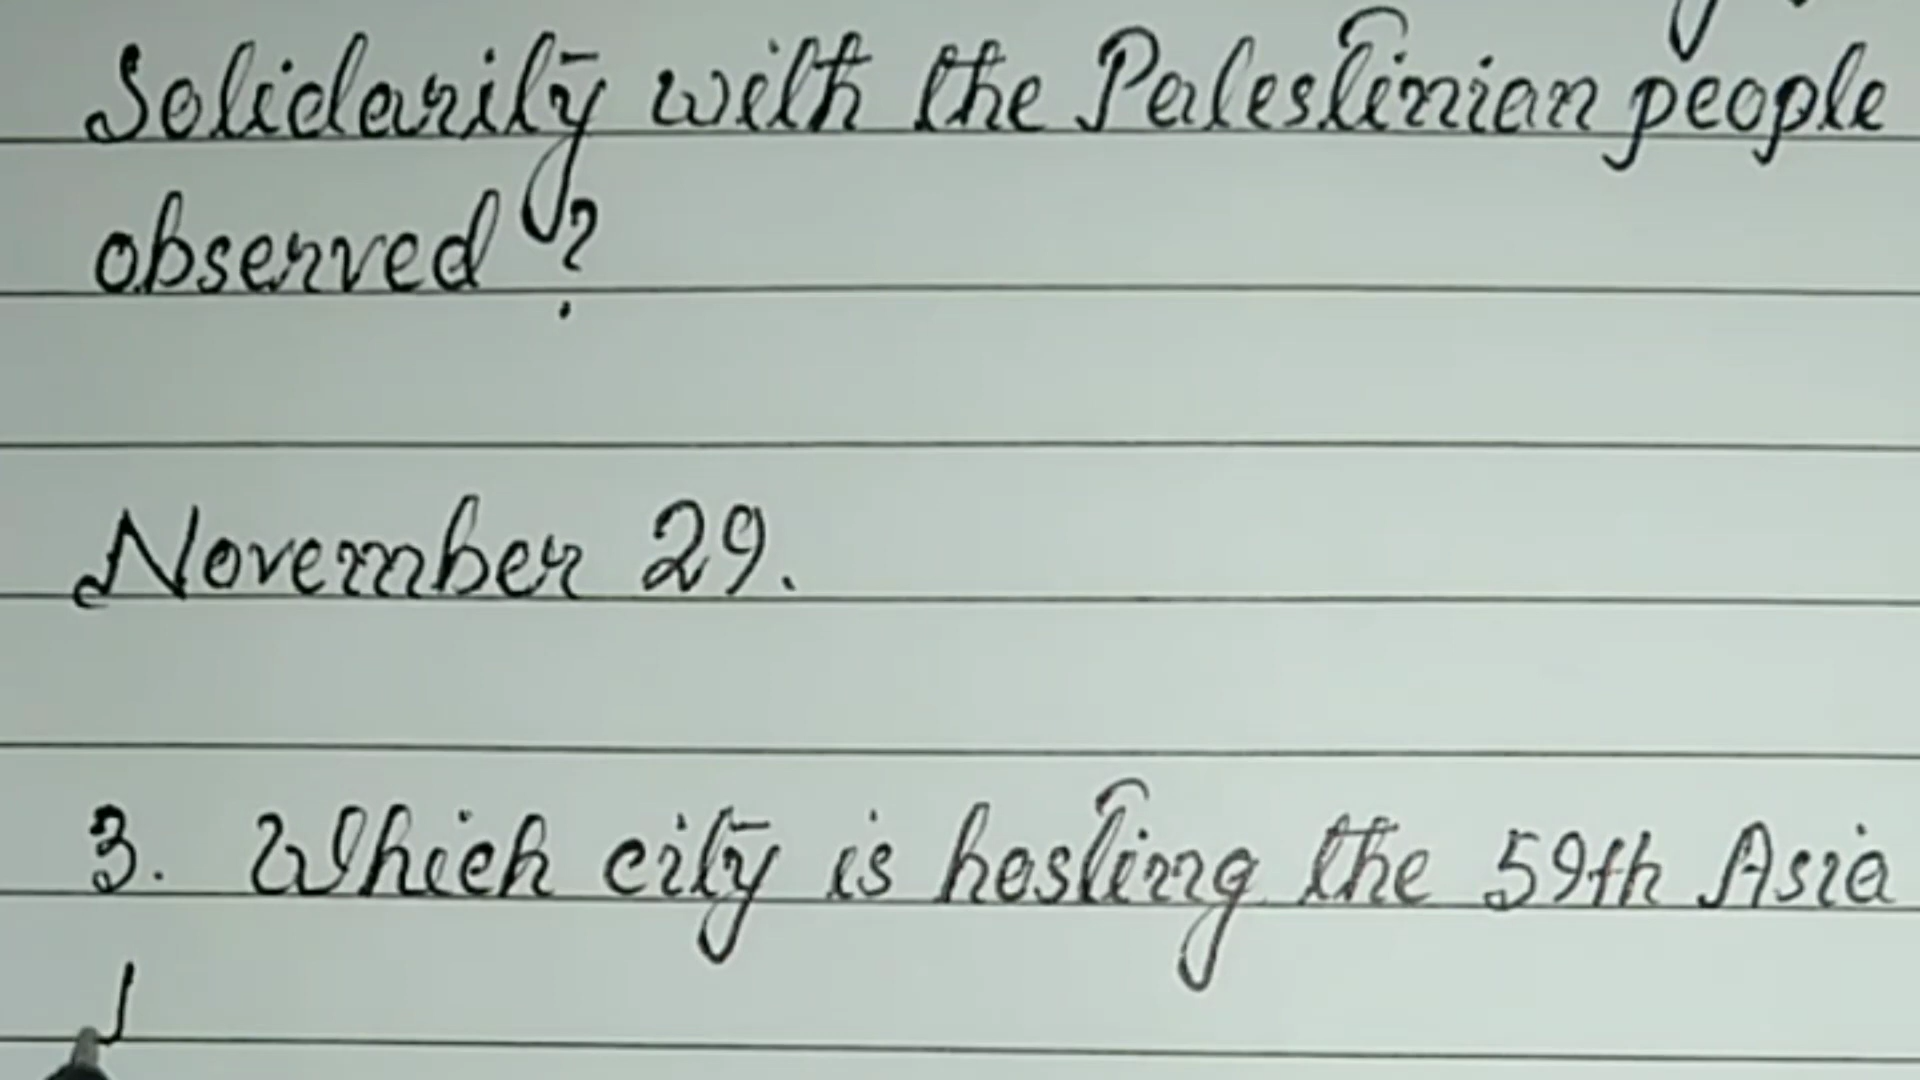 Solidarity with the Palestinian people
observed?
November 29.
3. Which city is hosting the 59th Asia